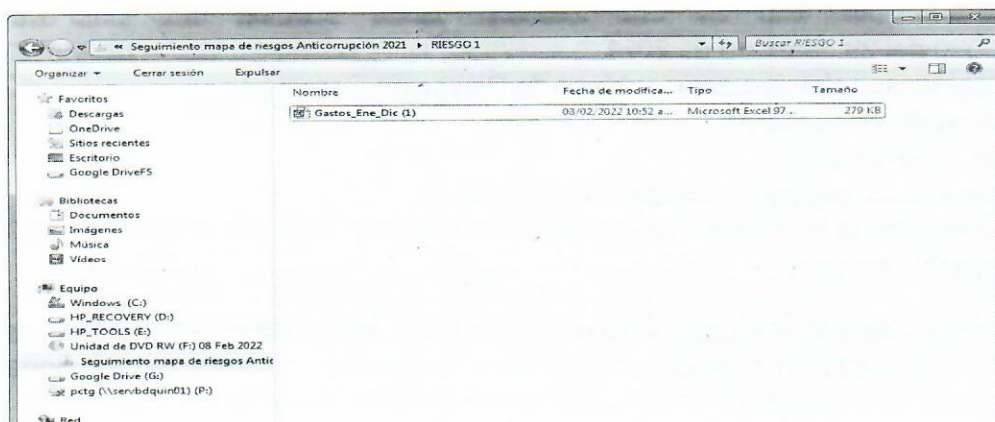 « Seguimiento mapa de riesgos Anticorrupción 2021 ▸ RIESGO 1
Buscar RIESGO 1
Organizar Cerrar sesión Expulsar
Nombre Fecha de modifica... Tipo Tamaño
Gastos_Ene_Dic (1) 03/02/2022 10:52 a... Microsoft Excel 97... 279 KB
Favoritos
Descargas
OneDrive
Sitios recientes
Escritorio
Google DriveFS
Bibliotecas
Documentos
Imágenes
Música
Vídeos
Equipo
Windows (C:)
HP_RECOVERY (D:)
HP_TOOLS (E:)
Unidad de DVD RW (F:) 08 Feb 2022
Seguimiento mapa de riesgos Antic
Google Drive (G:)
pctg (\\servbdquin01) (P:)
Red